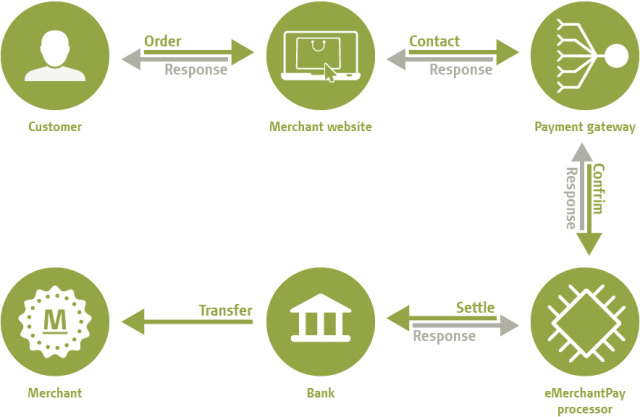 Order
Response
Contact
Response
Customer
Merchant website
Payment gateway
Confrim
Response
Transfer
Settle
Response
M
Merchant
Bank
eMerchantPay
processor